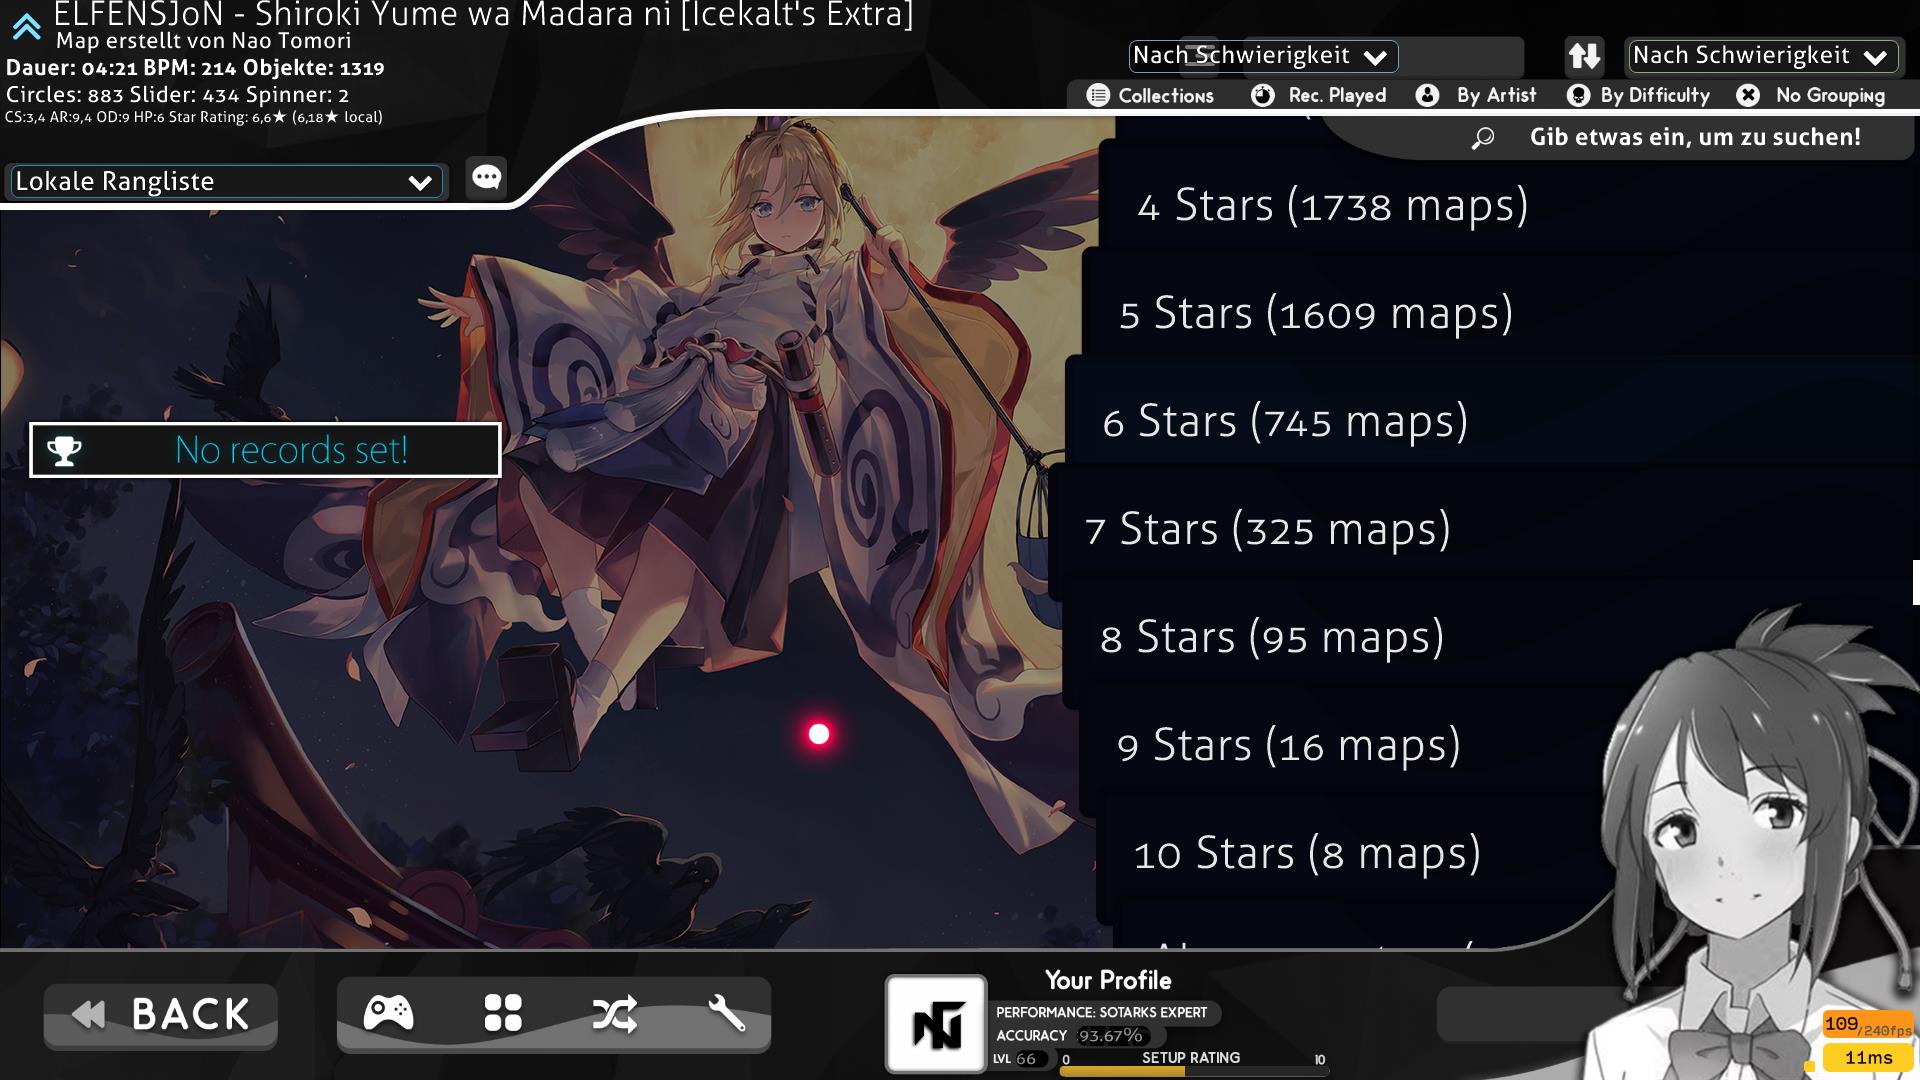 ELFENSJoN - Shiroki Yume wa Madara ni [Icekalt's Extra]
Map erstellt von Nao Tomori
Dauer: 04:21 BPM: 214 Objekte: 1319
Circles: 883 Slider: 434 Spinner: 2
CS:3,4 AR:9,4 OD:9 HP:6 Star Rating: 6,6★ (6,18★ local)
Nach Schwierigkeit
Nach Schwierigkeit
Collections
Rec. Played
By Artist
By Difficulty
No Grouping
Gib etwas ein, um zu suchen!
Lokale Rangliste
No records set!
4 Stars (1738 maps)
5 Stars (1609 maps)
6 Stars (745 maps)
7 Stars (325 maps)
8 Stars (95 maps)
9 Stars (16 maps)
10 Stars (8 maps)
BACK
Your Profile
PERFORMANCE: SOTARKS EXPERT
ACCURACY 93.67%
LVL 66
0 SETUP RATING 10
109/240fps
11ms